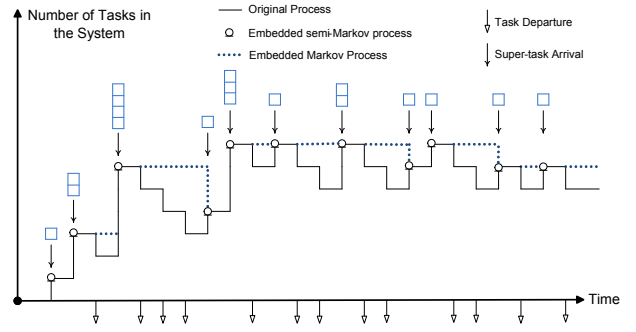 Number of Tasks in
the System
Original Process
Embedded semi-Markov process
Embedded Markov Process
Task Departure
Super-task Arrival
Time